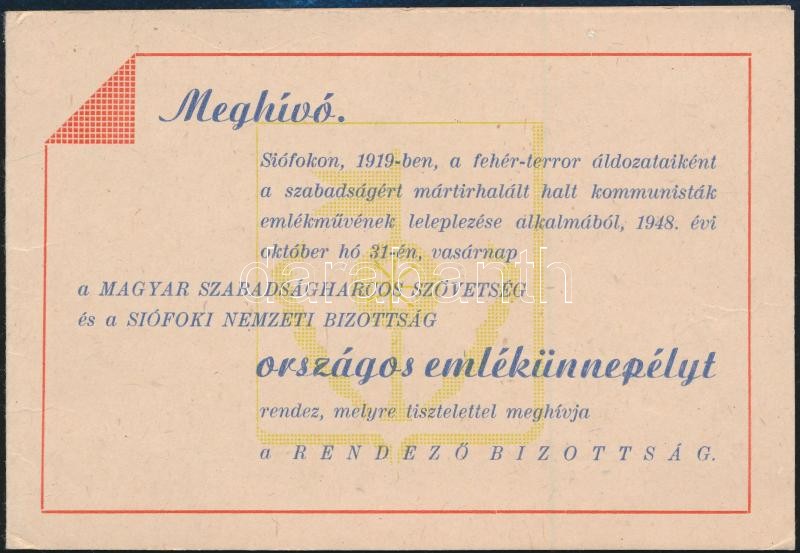 Meghívó.
Siófokon, 1919-ben, a fehér-terror áldozataiként
a szabadságért mártirhalált halt kommunisták
emlékművének leleplezése alkalmából, 1948. évi
október hó 31-én, vasárnap
a MAGYAR SZABADSÁGHARCOS SZÖVETSÉG
és a SIÓFOKI NEMZETI BIZOTTSÁG
országos emlékünnepélyt
rendez, melyre tisztelettel meghívja
a RENDEZŐ BIZOTTSÁG.
darabanth